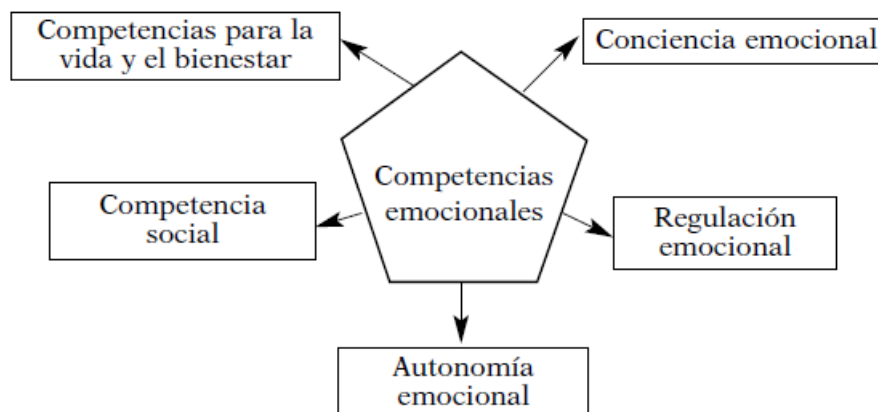 Competencias para la
vida y el bienestar
Conciencia emocional
Competencias
emocionales
Competencia
social
Regulación
emocional
Autonomía
emocional